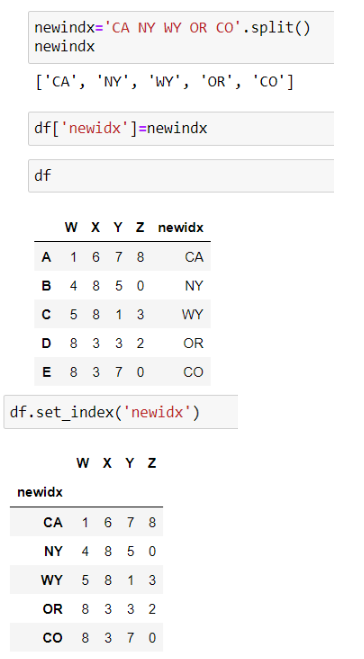 newindx='CA NY WY OR CO'.split()
newindx
['CA', 'NY', 'WY', 'OR', 'CO']
df['newidx']=newindx
df
W X Y Z newidx
A 1 6 7 8 CA
B 4 8 5 0 NY
C 5 8 1 3 WY
D 8 3 3 2 OR
E 8 3 7 0 CO
df.set_index('newidx')
W X Y Z
newidx
CA 1 6 7 8
NY 4 8 5 0
WY 5 8 1 3
OR 8 3 3 2
CO 8 3 7 0